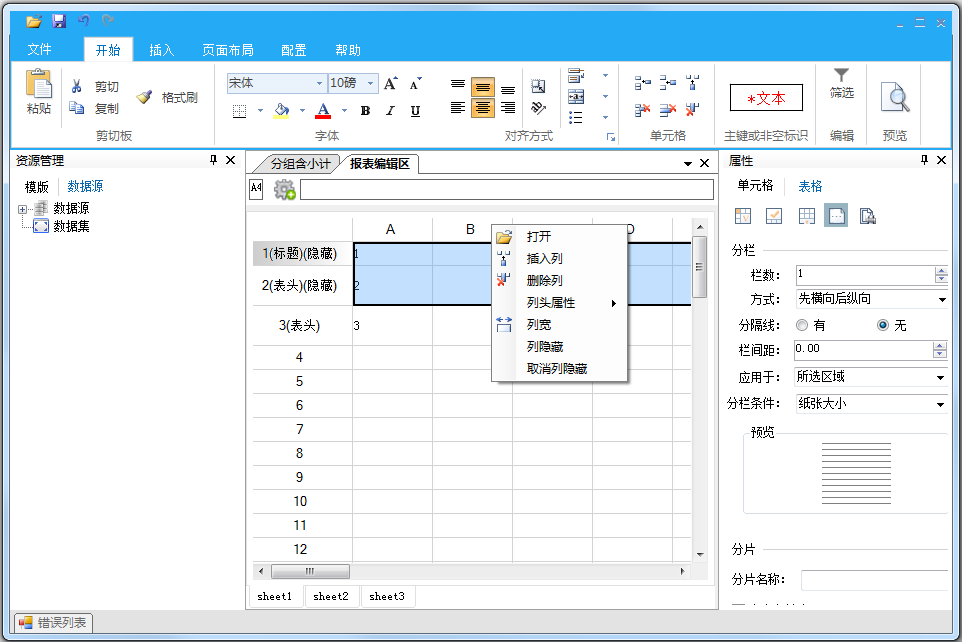 文件 开始 插入 页面布局 配置 帮助
粘贴 剪切 复制 格式刷
宋体 10磅
A A
A B I U
剪贴板 字体 对齐方式 单元格
*文本 筛选
主键或非空标识 编辑 预览
资源管理
模版 数据源
数据源
数据集
分组含小计 报表编辑区
A4
A B D
1(标题)(隐藏) 1
2(表头)(隐藏) 2
3(表头) 3
4
5
6
7
8
9
10
11
12
打开
插入列
删除列
列头属性
列宽
列隐藏
取消列隐藏
sheet1 sheet2 sheet3
属性
单元格 表格
分栏
栏数： 1
方式： 先横向后纵向
分隔线： 有 无
栏间距： 0.00
应用于： 所选区域
分栏条件： 纸张大小
预览
分片
分片名称：
错误列表